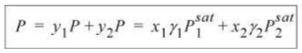 P = y₁P + y₂P = x₁γ₁P₁ˢᵃᵗ + x₂γ₂P₂ˢᵃᵗ